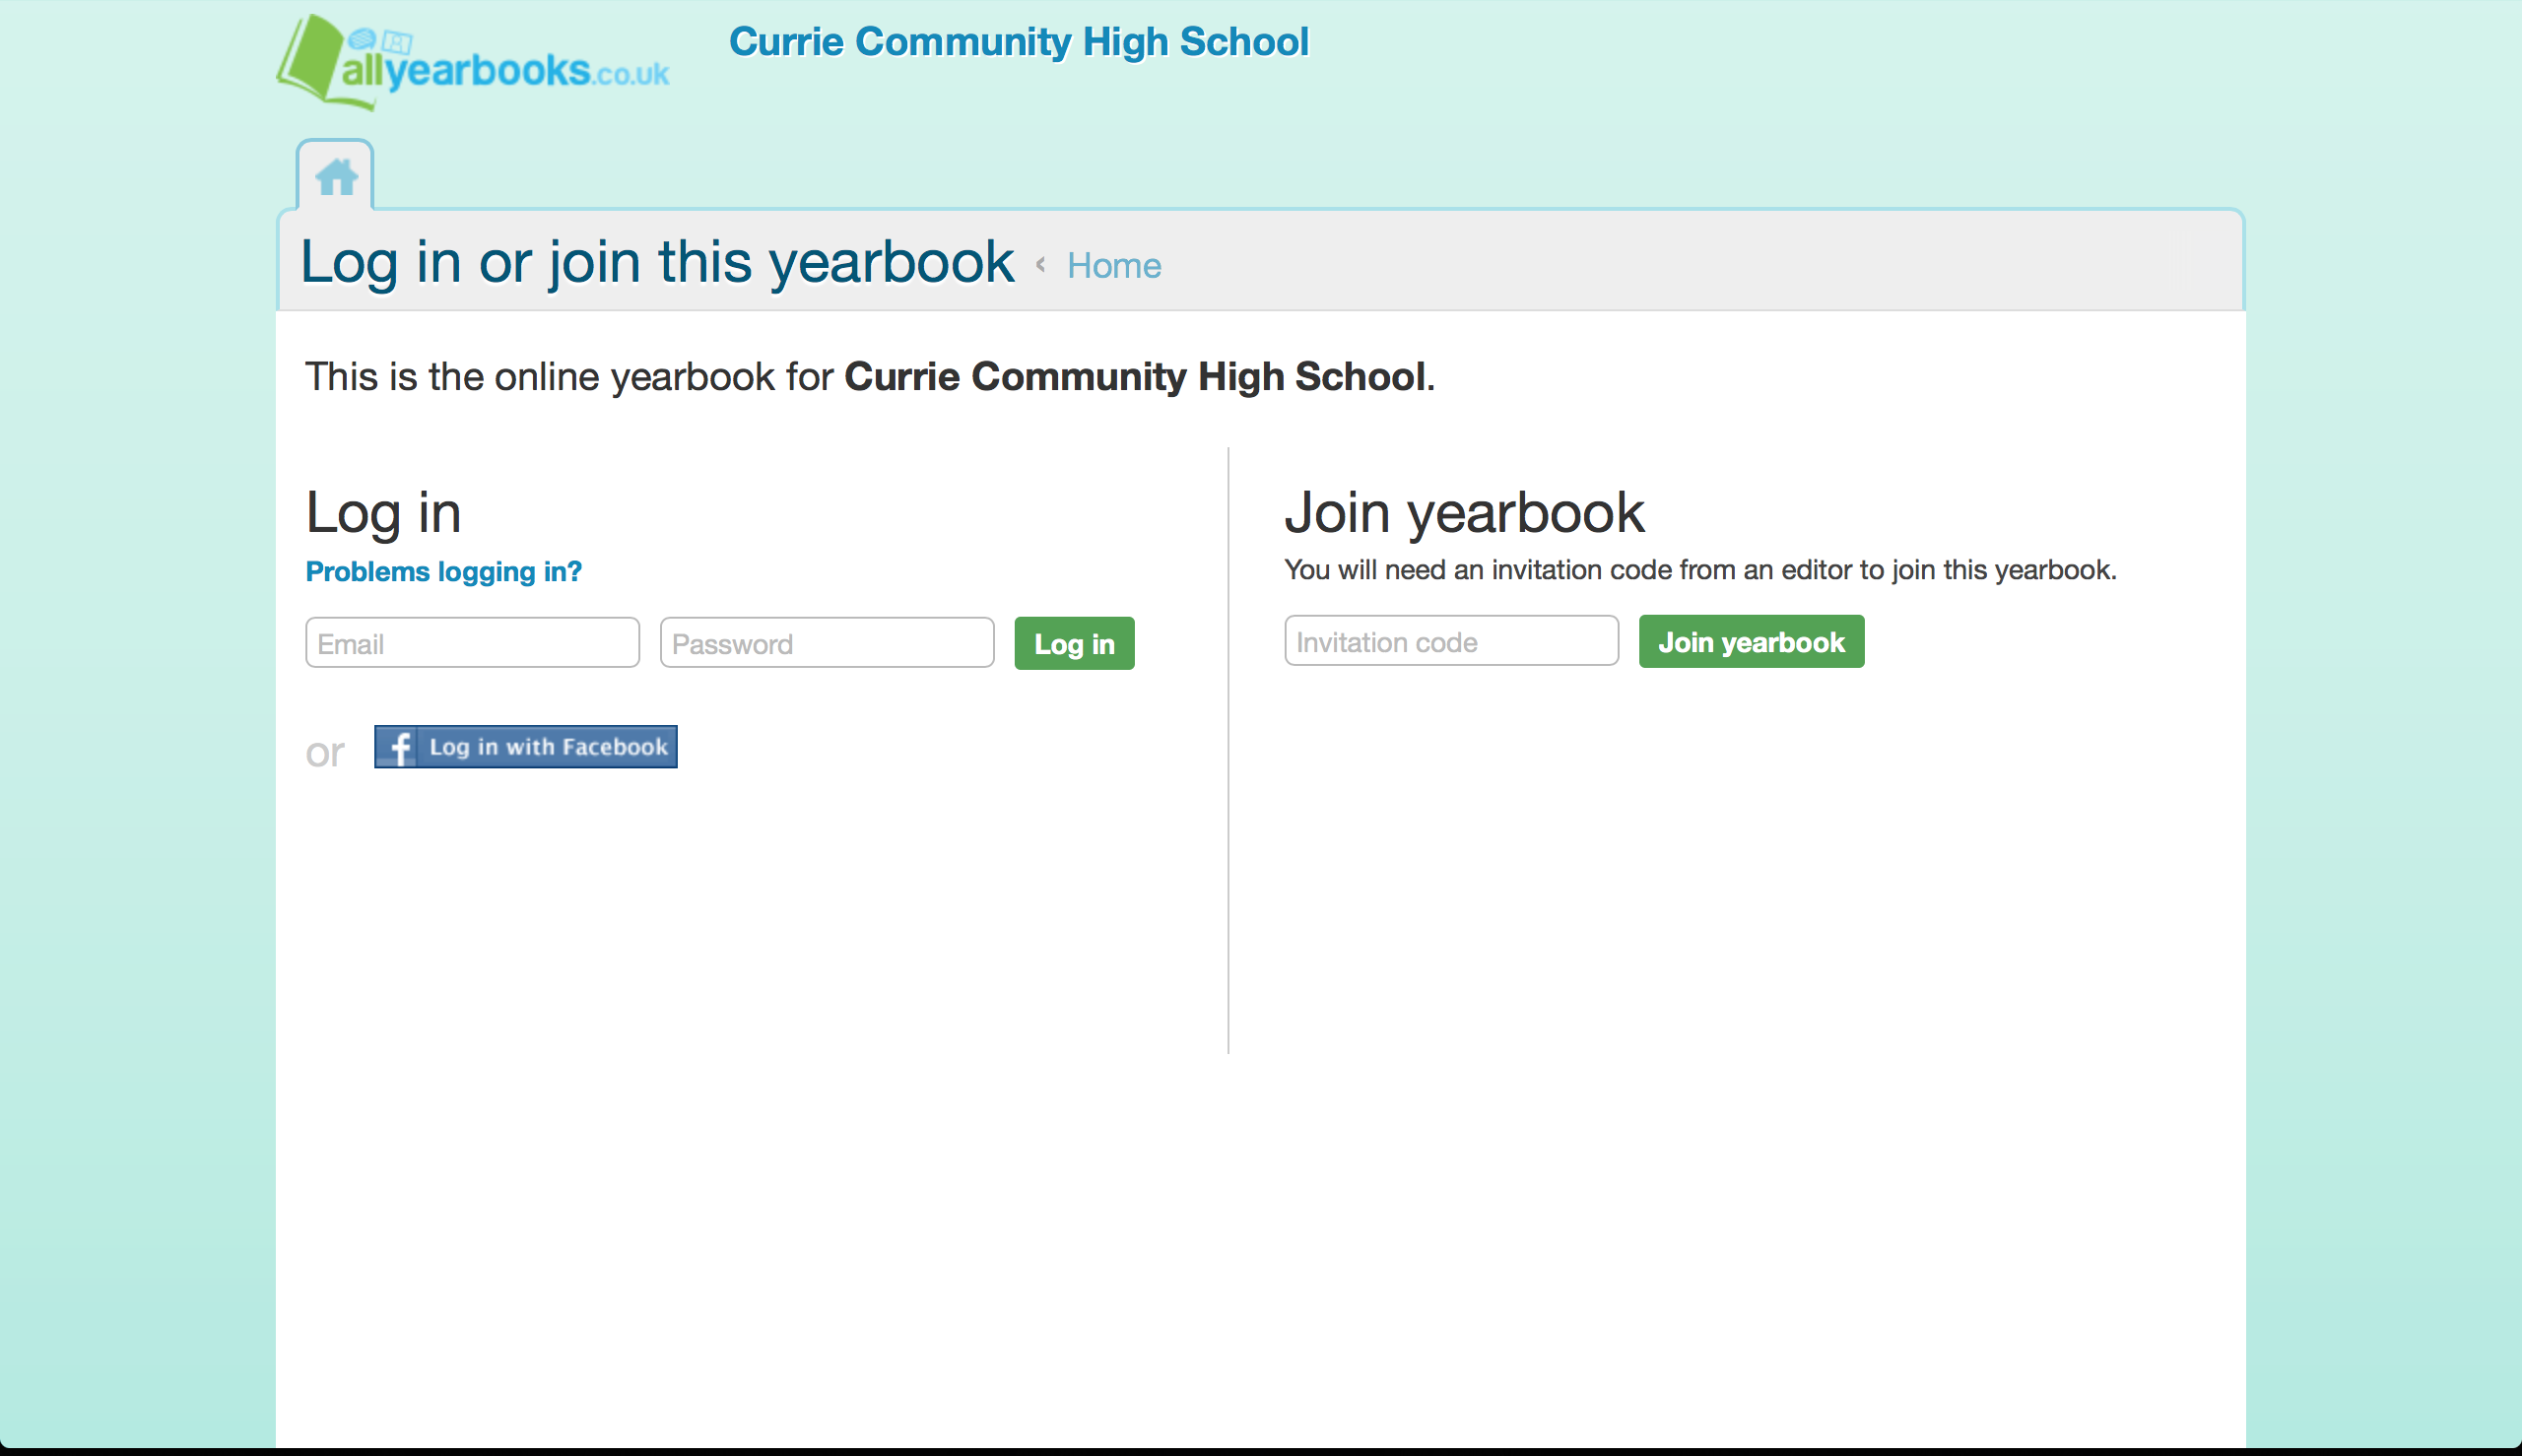 allyearbooks.co.uk
Currie Community High School
Log in or join this yearbook ‹ Home
This is the online yearbook for Currie Community High School.
Log in
Problems logging in?
Email Password Log in
or f Log in with Facebook
Join yearbook
You will need an invitation code from an editor to join this yearbook.
Invitation code Join yearbook